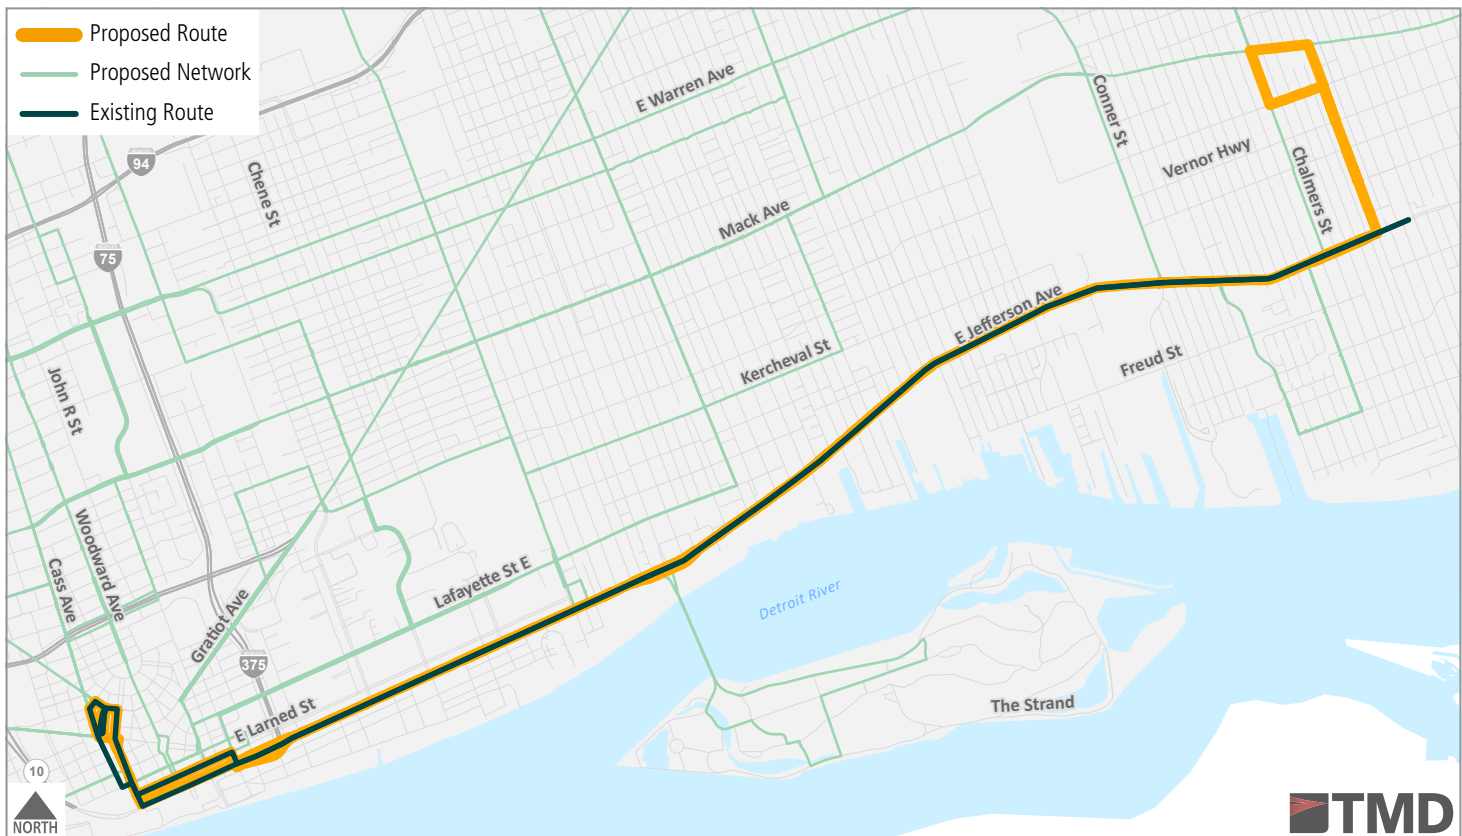 Proposed Route
Proposed Network
Existing Route
94
75
Chene St
E Warren Ave
Conner St
Vernor Hwy
Chalmers St
Mack Ave
John R St
Kercheval St
E Jefferson Ave
Freud St
Woodward Ave
Cass Ave
Gratiot Ave
Lafayette St E
Detroit River
375
E Larned St
The Strand
10
NORTH
TMD